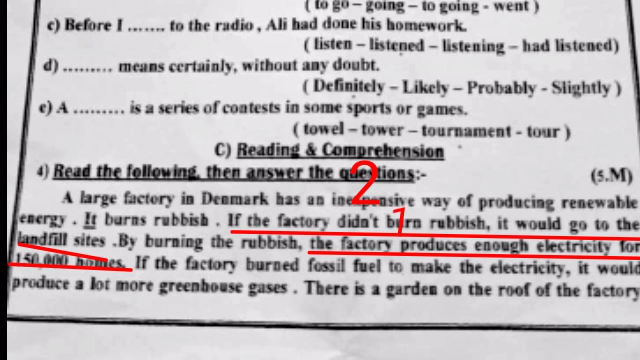 ( to go – going – to going - went )
c) Before I ....... to the radio , Ali had done his homework.
( listen – listened – listening – had listened)
d) ......... means certainly, without any doubt.
( Definitely – Likely – Probably - Slightly )
e) A ......... is a series of contests in some sports or games.
( towel – tower – tournament - tour )
C) Reading & Comprehension
4) Read the following, then answer the questions:- (5.M)
2
A large factory in Denmark has an inexpensive way of producing renewable
energy . It burns rubbish . If the factory didn't burn rubbish, it would go to the
1
landfill sites .By burning the rubbish, the factory produces enough electricity for
150.000 homes. If the factory burned fossil fuel to make the electricity, it would
produce a lot more greenhouse gases . There is a garden on the roof of the factory